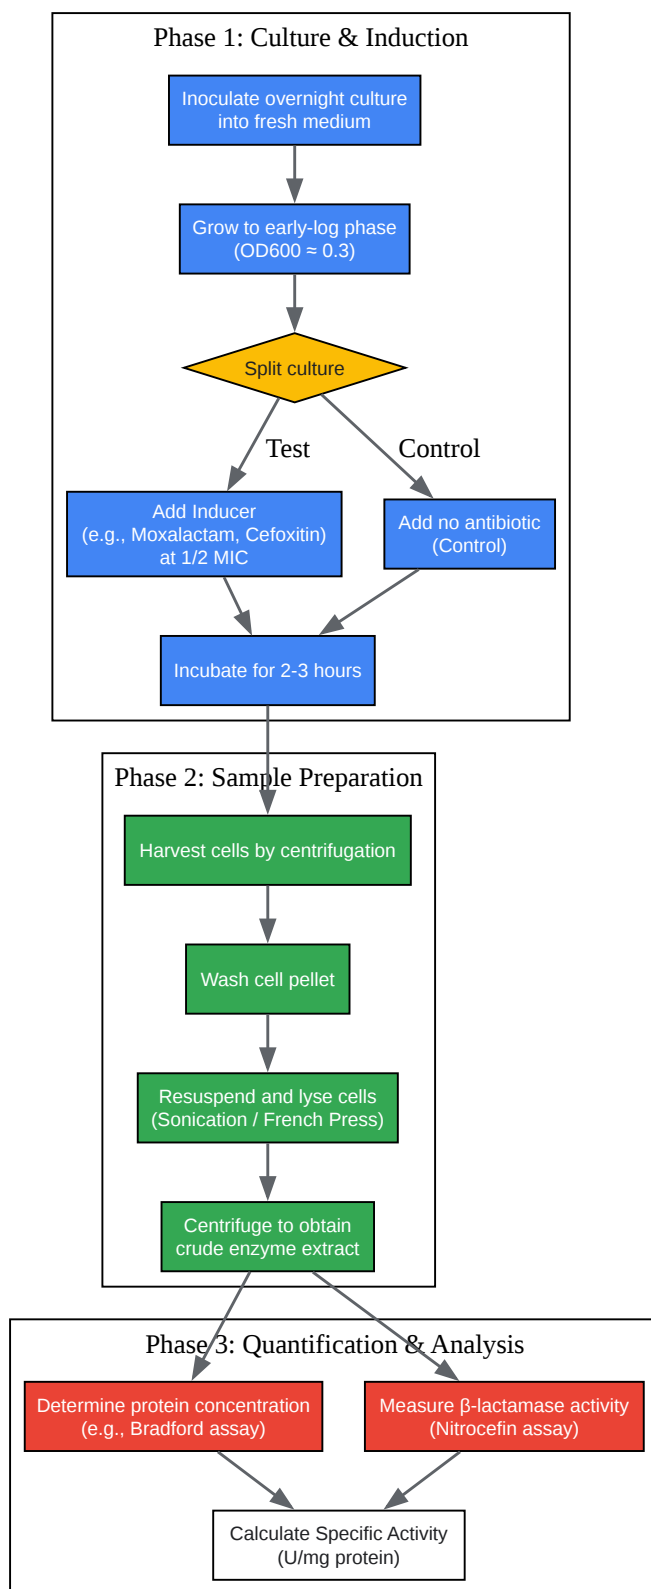 Phase 1: Culture & Induction
Inoculate overnight culture
into fresh medium
Grow to early-log phase
(OD600 ≈ 0.3)
Split culture
Test
Control
Add Inducer
(e.g., Moxalactam, Cefoxitin)
at 1/2 MIC
Add no antibiotic
(Control)
Incubate for 2-3 hours
Phase 2: Sample Preparation
Harvest cells by centrifugation
Wash cell pellet
Resuspend and lyse cells
(Sonication / French Press)
Centrifuge to obtain
crude enzyme extract
Phase 3: Quantification & Analysis
Determine protein concentration
(e.g., Bradford assay)
Measure β-lactamase activity
(Nitrocefin assay)
Calculate Specific Activity
(U/mg protein)